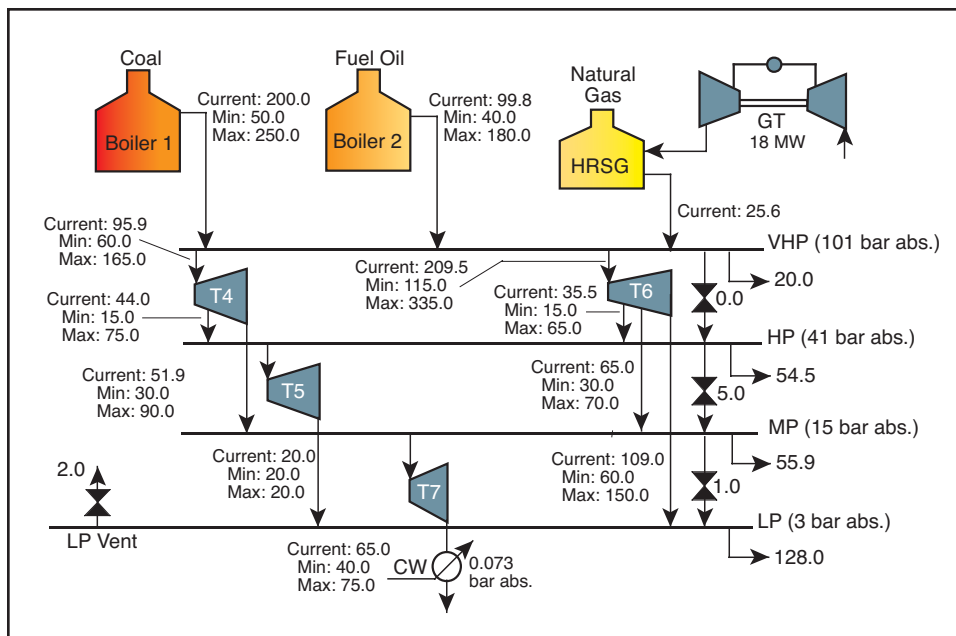 Coal
Fuel Oil
Natural
Gas
Current: 200.0
Min: 50.0
Max: 250.0
Current: 99.8
Min: 40.0
Max: 180.0
Boiler 1
Boiler 2
HRSG
GT
18 MW
Current: 25.6
Current: 95.9
Min: 60.0
Max: 165.0
VHP (101 bar abs.)
Current: 209.5
Min: 115.0
Max: 335.0
20.0
T4
T6
0.0
Current: 44.0
Min: 15.0
Max: 75.0
Current: 35.5
Min: 15.0
Max: 65.0
HP (41 bar abs.)
Current: 51.9
Min: 30.0
Max: 90.0
T5
Current: 65.0
Min: 30.0
Max: 70.0
54.5
5.0
MP (15 bar abs.)
Current: 20.0
Min: 20.0
Max: 20.0
Current: 109.0
Min: 60.0
Max: 150.0
55.9
1.0
2.0
T7
LP Vent
LP (3 bar abs.)
Current: 65.0
Min: 40.0
Max: 75.0
CW
0.073
bar abs.
128.0